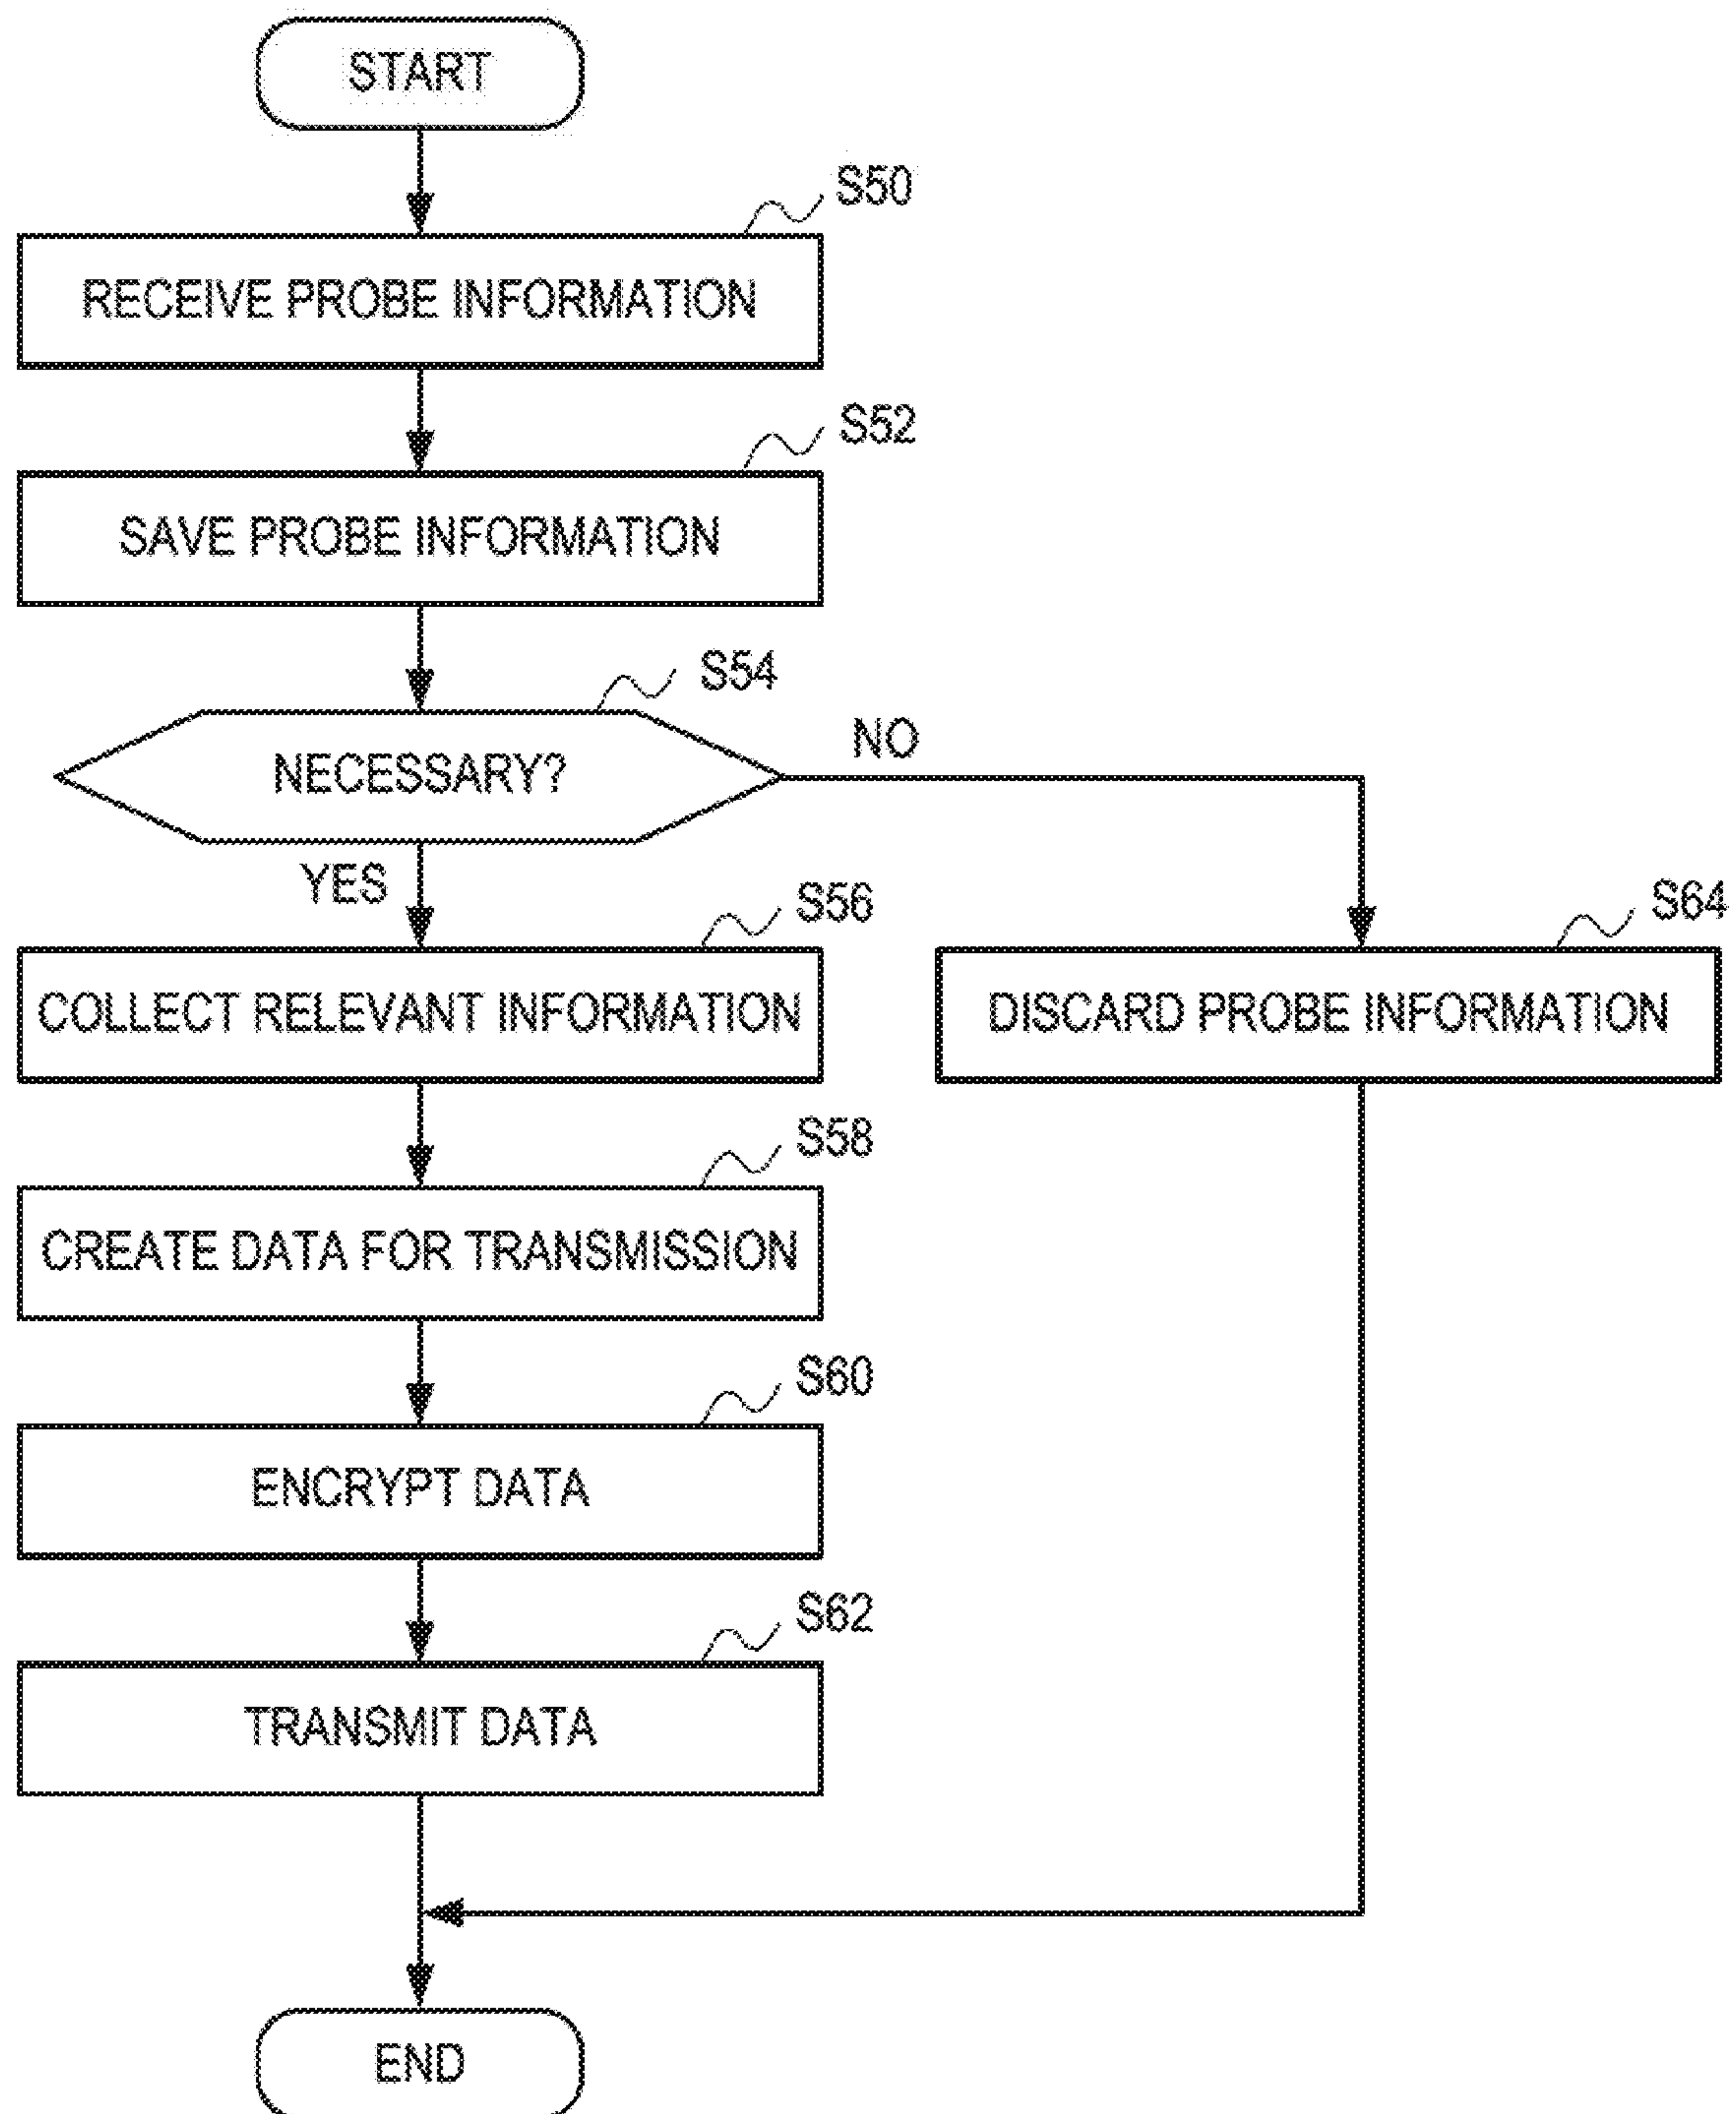 START
S50
RECEIVE PROBE INFORMATION
S52
SAVE PROBE INFORMATION
S54
NECESSARY?
NO
YES
S56
COLLECT RELEVANT INFORMATION
S64
DISCARD PROBE INFORMATION
S58
CREATE DATA FOR TRANSMISSION
S60
ENCRYPT DATA
S62
TRANSMIT DATA
END